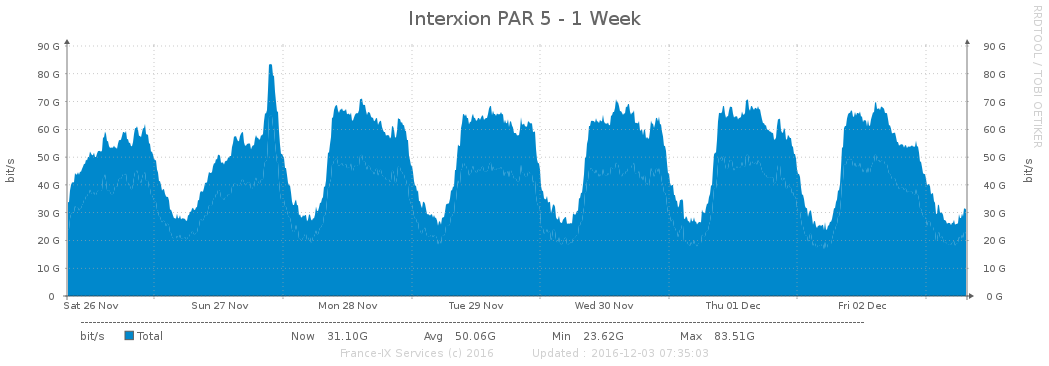 Interxion PAR 5 - 1 Week
RRDTOOL / TOBI OETIKER
90 G 90 G
80 G 80 G
70 G 70 G
60 G 60 G
50 G 50 G
40 G 40 G
30 G 30 G
20 G 20 G
10 G 10 G
0 0 G
bit/s
bit/s
Sat 26 Nov Sun 27 Nov Mon 28 Nov Tue 29 Nov Wed 30 Nov Thu 01 Dec Fri 02 Dec
bit/s Total Now 31.10G Avg 50.06G Min 23.62G Max 83.51G
France-IX Services (c) 2016 Updated : 2016-12-03 07:35:03